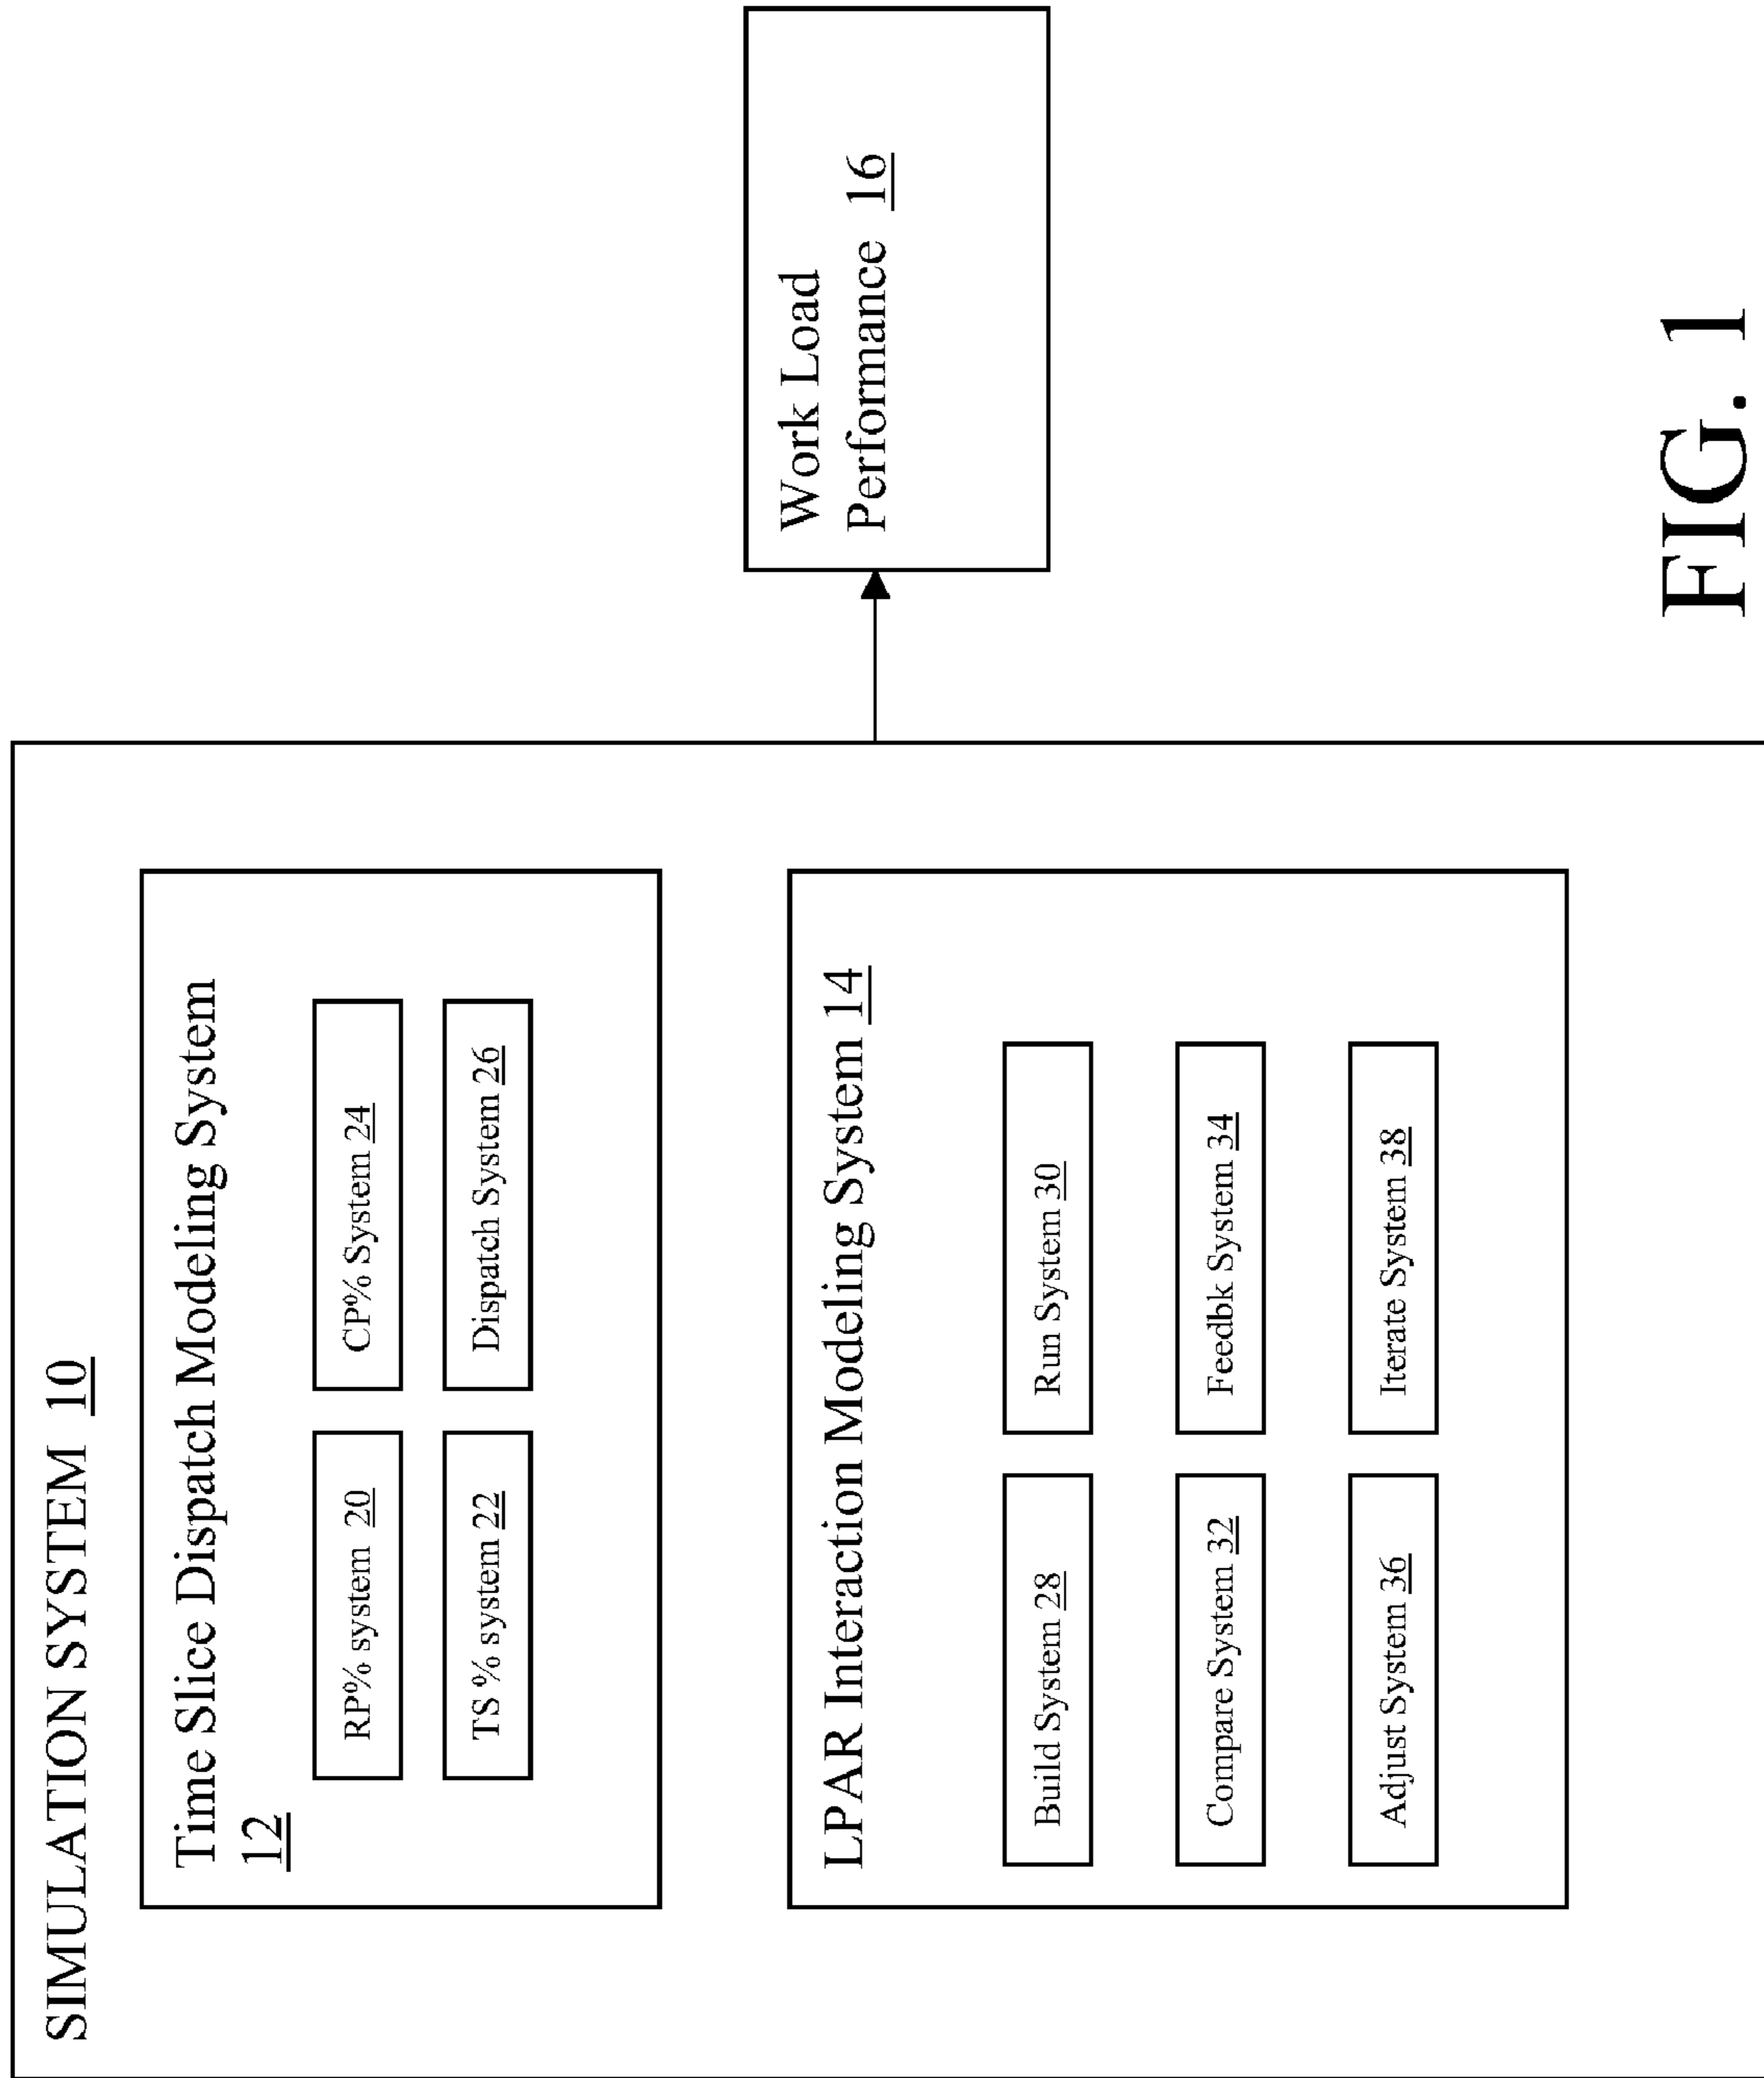 SIMULATION SYSTEM 10
Time Slice Dispatch Modeling System
12
RP% system 20
CP% System 24
TS % system 22
Dispatch System 26
LPAR Interaction Modeling System 14
Build System 28
Run System 30
Compare System 32
Feedbk System 34
Adjust System 36
Iterate System 38
Work Load
Performance 16
FIG. 1